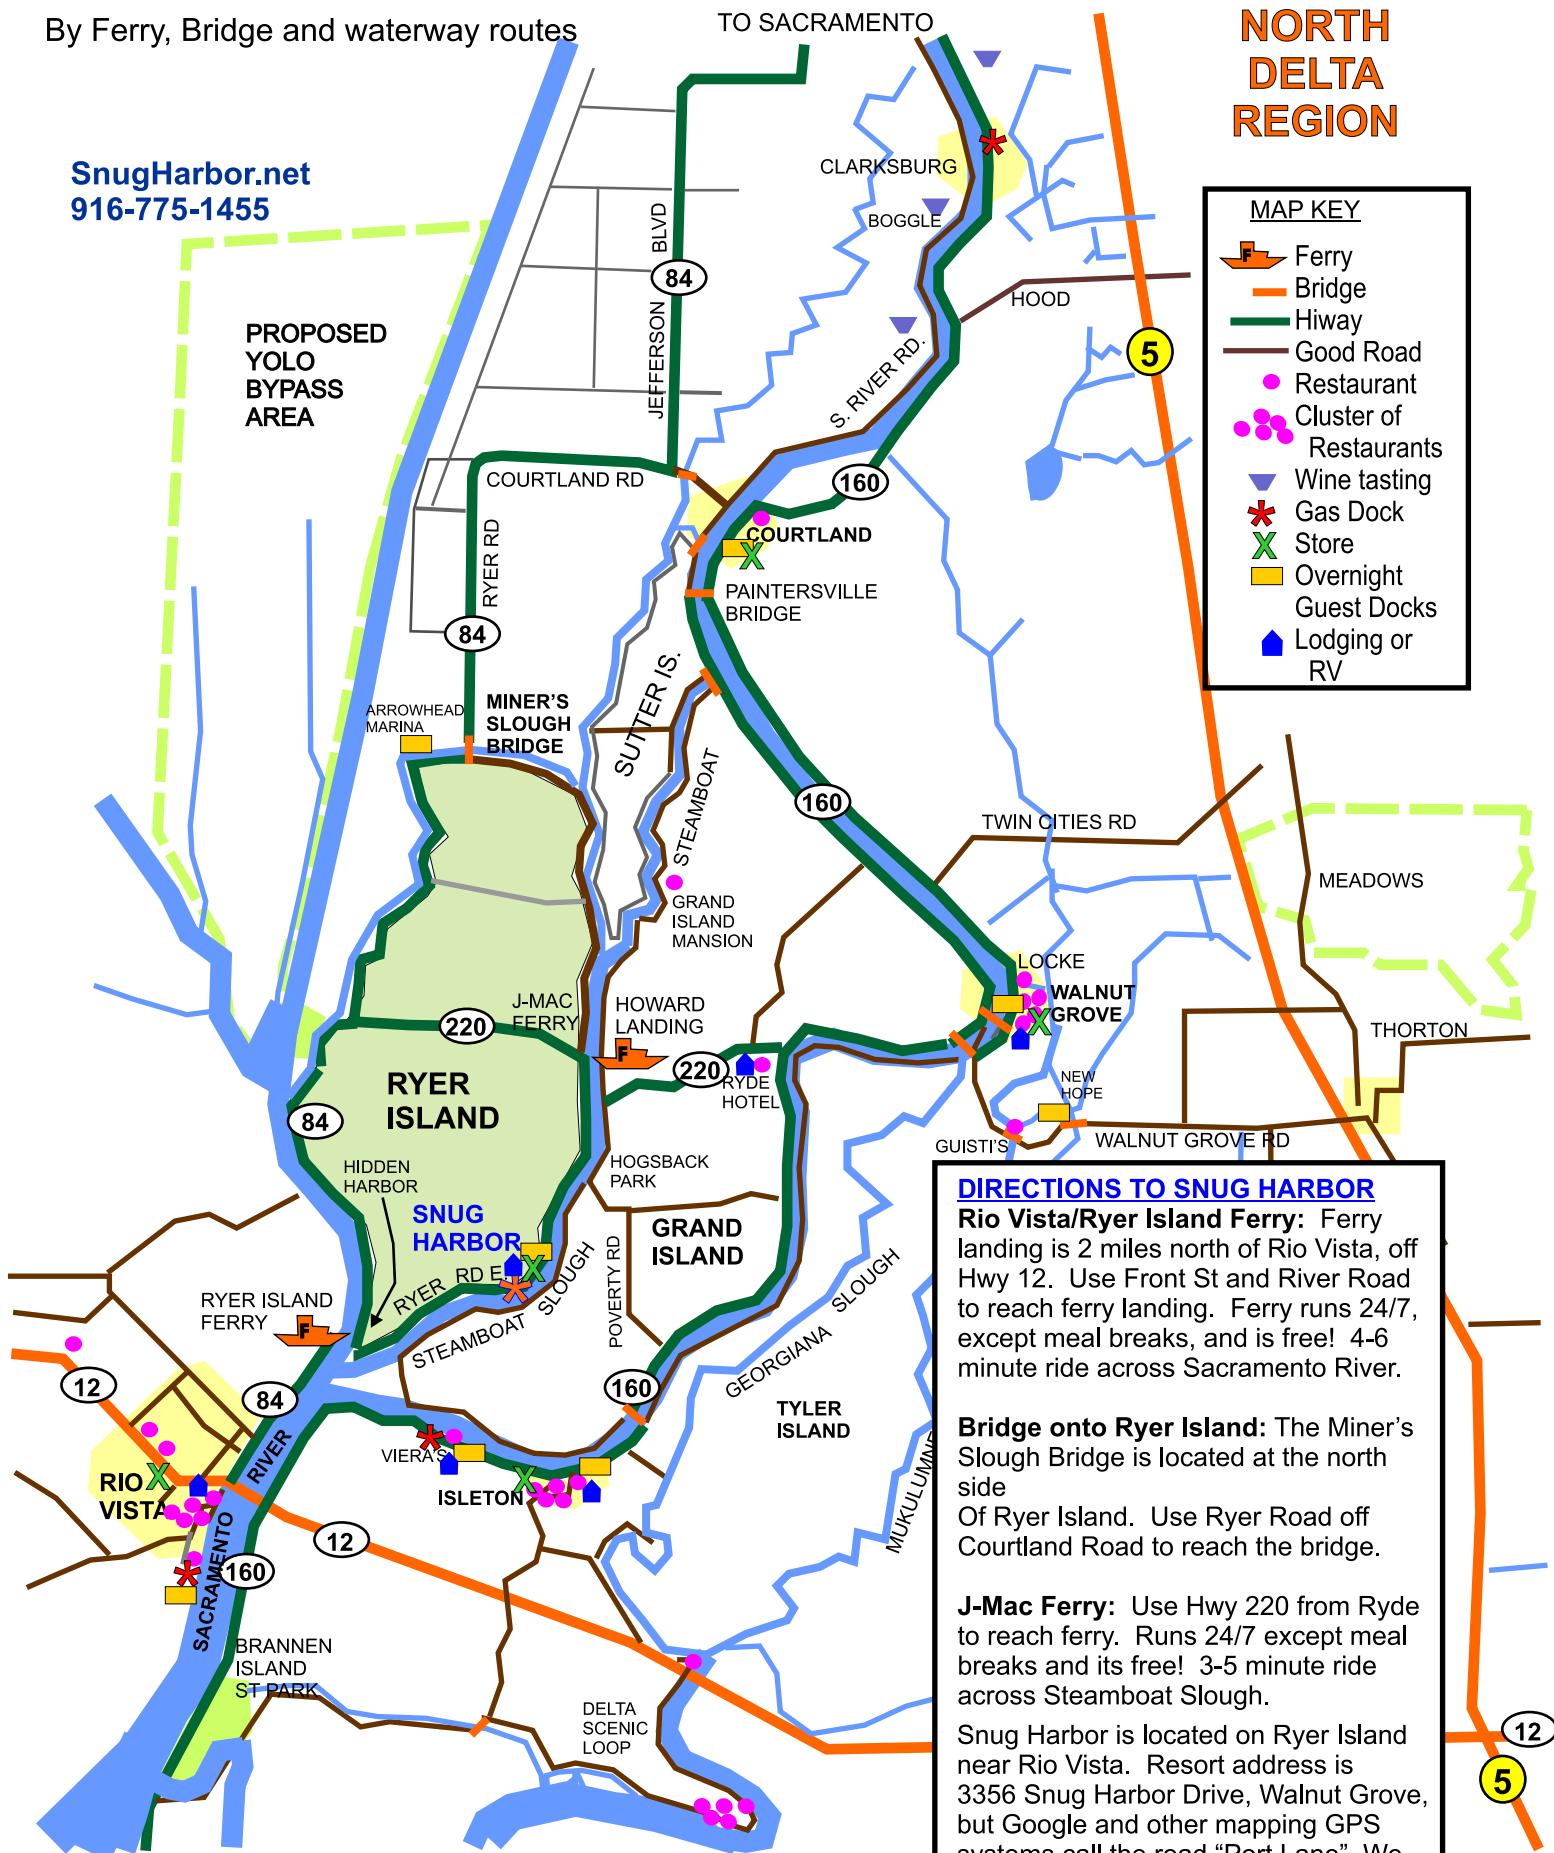 By Ferry, Bridge and waterway routes
TO SACRAMENTO
NORTH
DELTA
REGION
SnugHarbor.net
916-775-1455
CLARKSBURG
BOGGLE
HOOD
S. RIVER RD.
JEFFERSON BLVD
84
5
PROPOSED
YOLO
BYPASS
AREA
MAP KEY
F
Ferry
Bridge
Hiway
Good Road
Restaurant
Cluster of
Restaurants
Wine tasting
Gas Dock
Store
Overnight
Guest Docks
Lodging or
RV
COURTLAND RD
160
COURTLAND
RYER RD
84
PAINTERSVILLE
BRIDGE
SUTTER IS.
ARROWHEAD
MARINA
MINER'S
SLOUGH
BRIDGE
STEAMBOAT
160
TWIN CITIES RD
MEADOWS
GRAND
ISLAND
MANSION
LOCKE
WALNUT
GROVE
THORTON
J-MAC
FERRY
HOWARD
LANDING
F
220
220
RYDE
HOTEL
NEW
HOPE
GUISTI'S
WALNUT GROVE RD
RYER
ISLAND
84
HIDDEN
HARBOR
HOGSBACK
PARK
SNUG
HARBOR
GRAND
ISLAND
RYER RD E.
STEAMBOAT SLOUGH
POVERTY RD
GEORGIANA SLOUGH
RYER ISLAND
FERRY
F
12
84
160
TYLER
ISLAND
VIERA'S
ISLETON
RIO
VISTA
SACRAMENTO RIVER
12
160
BRANNEN
ISLAND
ST PARK
DELTA
SCENIC
LOOP
DIRECTIONS TO SNUG HARBOR
Rio Vista/Ryer Island Ferry: Ferry
landing is 2 miles north of Rio Vista, off
Hwy 12. Use Front St and River Road
to reach ferry landing. Ferry runs 24/7,
except meal breaks, and is free! 4-6
minute ride across Sacramento River.
Bridge onto Ryer Island: The Miner's
Slough Bridge is located at the north
side
Of Ryer Island. Use Ryer Road off
Courtland Road to reach the bridge.
J-Mac Ferry: Use Hwy 220 from Ryde
to reach ferry. Runs 24/7 except meal
breaks and its free! 3-5 minute ride
across Steamboat Slough.
Snug Harbor is located on Ryer Island
near Rio Vista. Resort address is
3356 Snug Harbor Drive, Walnut Grove,
but Google and other mapping GPS
systems call the road "Port Lane". We
12
5